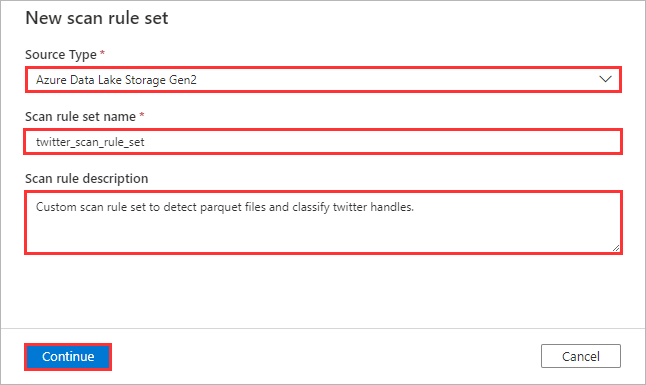 New scan rule set
Source Type *
Azure Data Lake Storage Gen2
Scan rule set name *
twitter_scan_rule_set
Scan rule description
Custom scan rule set to detect parquet files and classify twitter handles.
Continue
Cancel